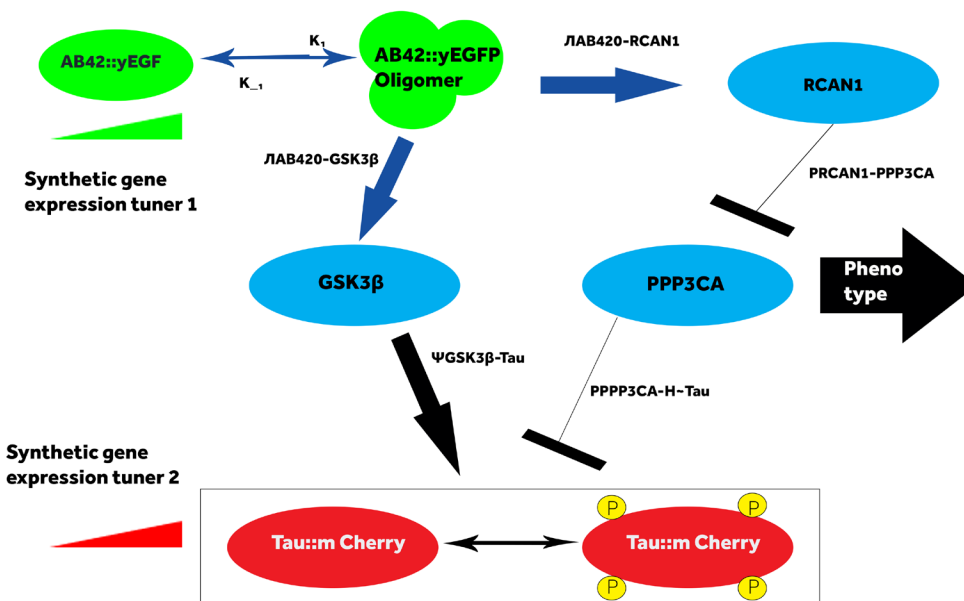 AB42::yEGF
K₁
K_₁
AB42::yEGFP
Oligomer
ЛAB420-RCAN1
RCAN1
ЛAB420-GSK3β
PRCAN1-PPP3CA
Synthetic gene
expression tuner 1
GSK3β
PPP3CA
Pheno
type
ΨGSK3β-Tau
PPPP3CA-H~Tau
Synthetic gene
expression tuner 2
Tau::m Cherry
P
P
Tau::m Cherry
P
P